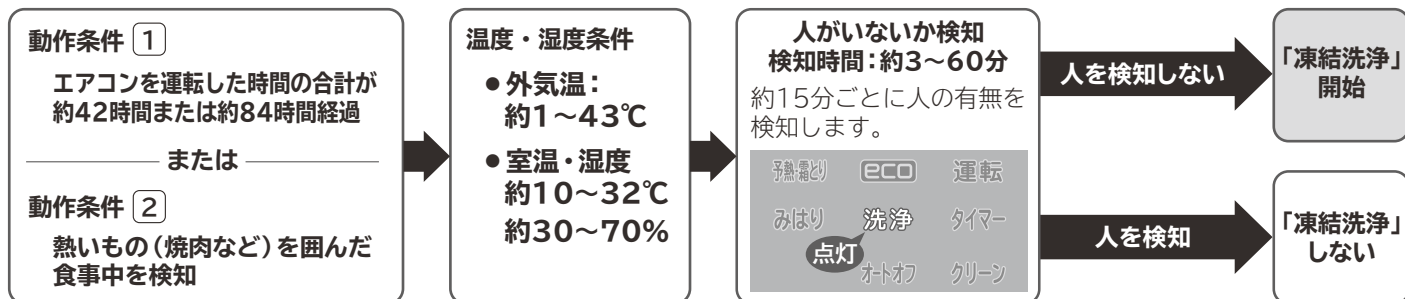 動作条件 1
エアコンを運転した時間の合計が
約42時間または約84時間経過
または
動作条件 2
熱いもの(焼肉など)を囲んだ
食事中を検知
温度・湿度条件
●外気温:
約1~43℃
●室温・湿度
約10~32℃
約30~70%
人がいないか検知
検知時間:約3~60分
約15分ごとに人の有無を
検知します。
予熱・霜とり eco 運転
みはり 洗浄 タイマー
点灯
オートオフ クリーン
人を検知しない
「凍結洗浄」
開始
人を検知
「凍結洗浄」
しない